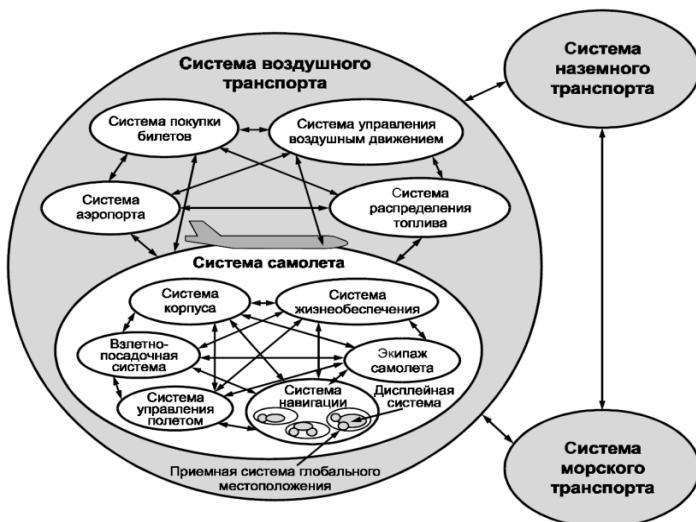 Система воздушного
транспорта
Система
наземного
транспорта
Система покупки
билетов
Система управления
воздушным движением
Система
аэропорта
Система
распределения
топлива
Система самолета
Система
корпуса
Система
жизнеобеспечения
Взлетно-
посадочная
система
Экипаж
самолета
Система
управления
полетом
Система
навигации
Дисплейная
система
Приемная система глобального
местоположения
Система
морского
транспорта